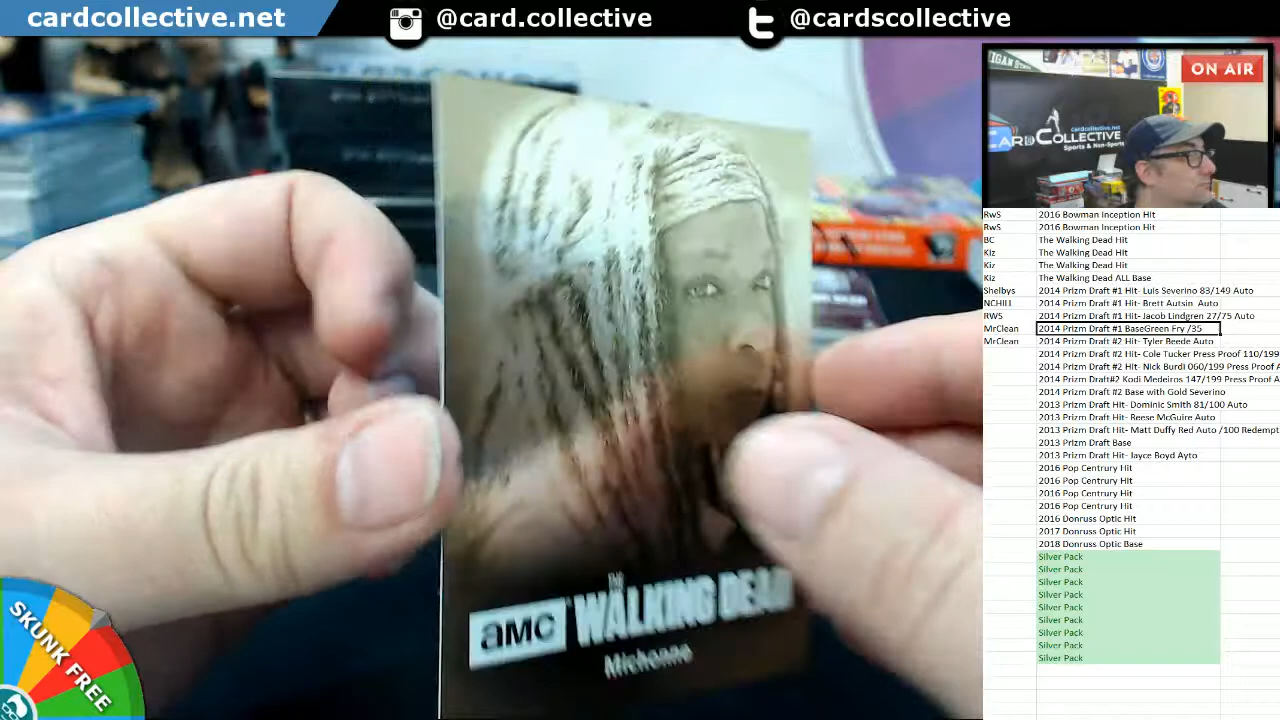 cardcollective.net
@card.collective
@cardscollective
ON AIR
cardcollective.net
CARDCOLLECTIVE
Sports & Non-Sports
RwS 2016 Bowman Inception Hit
RwS 2016 Bowman Inception Hit
BC The Walking Dead Hit
Kiz The Walking Dead Hit
Kiz The Walking Dead Hit
Kiz The Walking Dead ALL Base
Shelbys 2014 Prizm Draft #1 Hit- Luis Severino 83/149 Auto
NCHILL 2014 Prizm Draft #1 Hit- Brett Autsin Auto
RWS 2014 Prizm Draft #1 Hit- Jacob Lindgren 27/75 Auto
MrClean 2014 Prizm Draft #1 BaseGreen Fry /35
MrClean 2014 Prizm Draft #2 Hit- Tyler Beede Auto
2014 Prizm Draft #2 Hit- Cole Tucker Press Proof 110/199
2014 Prizm Draft #2 Hit- Nick Burdi 060/199 Press Proof A
2014 Prizm Draft#2 Kodi Medeiros 147/199 Press Proof A
2014 Prizm Draft #2 Base with Gold Severino
2013 Prizm Draft Hit- Dominic Smith 81/100 Auto
2013 Prizm Draft Hit- Reese McGuire Auto
2013 Prizm Draft Hit- Matt Duffy Red Auto /100 Redempt
2013 Prizm Draft Base
2013 Prizm Draft Hit- Jayce Boyd Ayto
2016 Pop Centrury Hit
2016 Pop Centrury Hit
2016 Pop Centrury Hit
2016 Pop Centrury Hit
2016 Donruss Optic Hit
2017 Donruss Optic Hit
2018 Donruss Optic Base
Silver Pack
Silver Pack
Silver Pack
Silver Pack
Silver Pack
Silver Pack
Silver Pack
Silver Pack
Silver Pack
THE
aMC WALKING DEAD
Michonne
SKUNK FREE